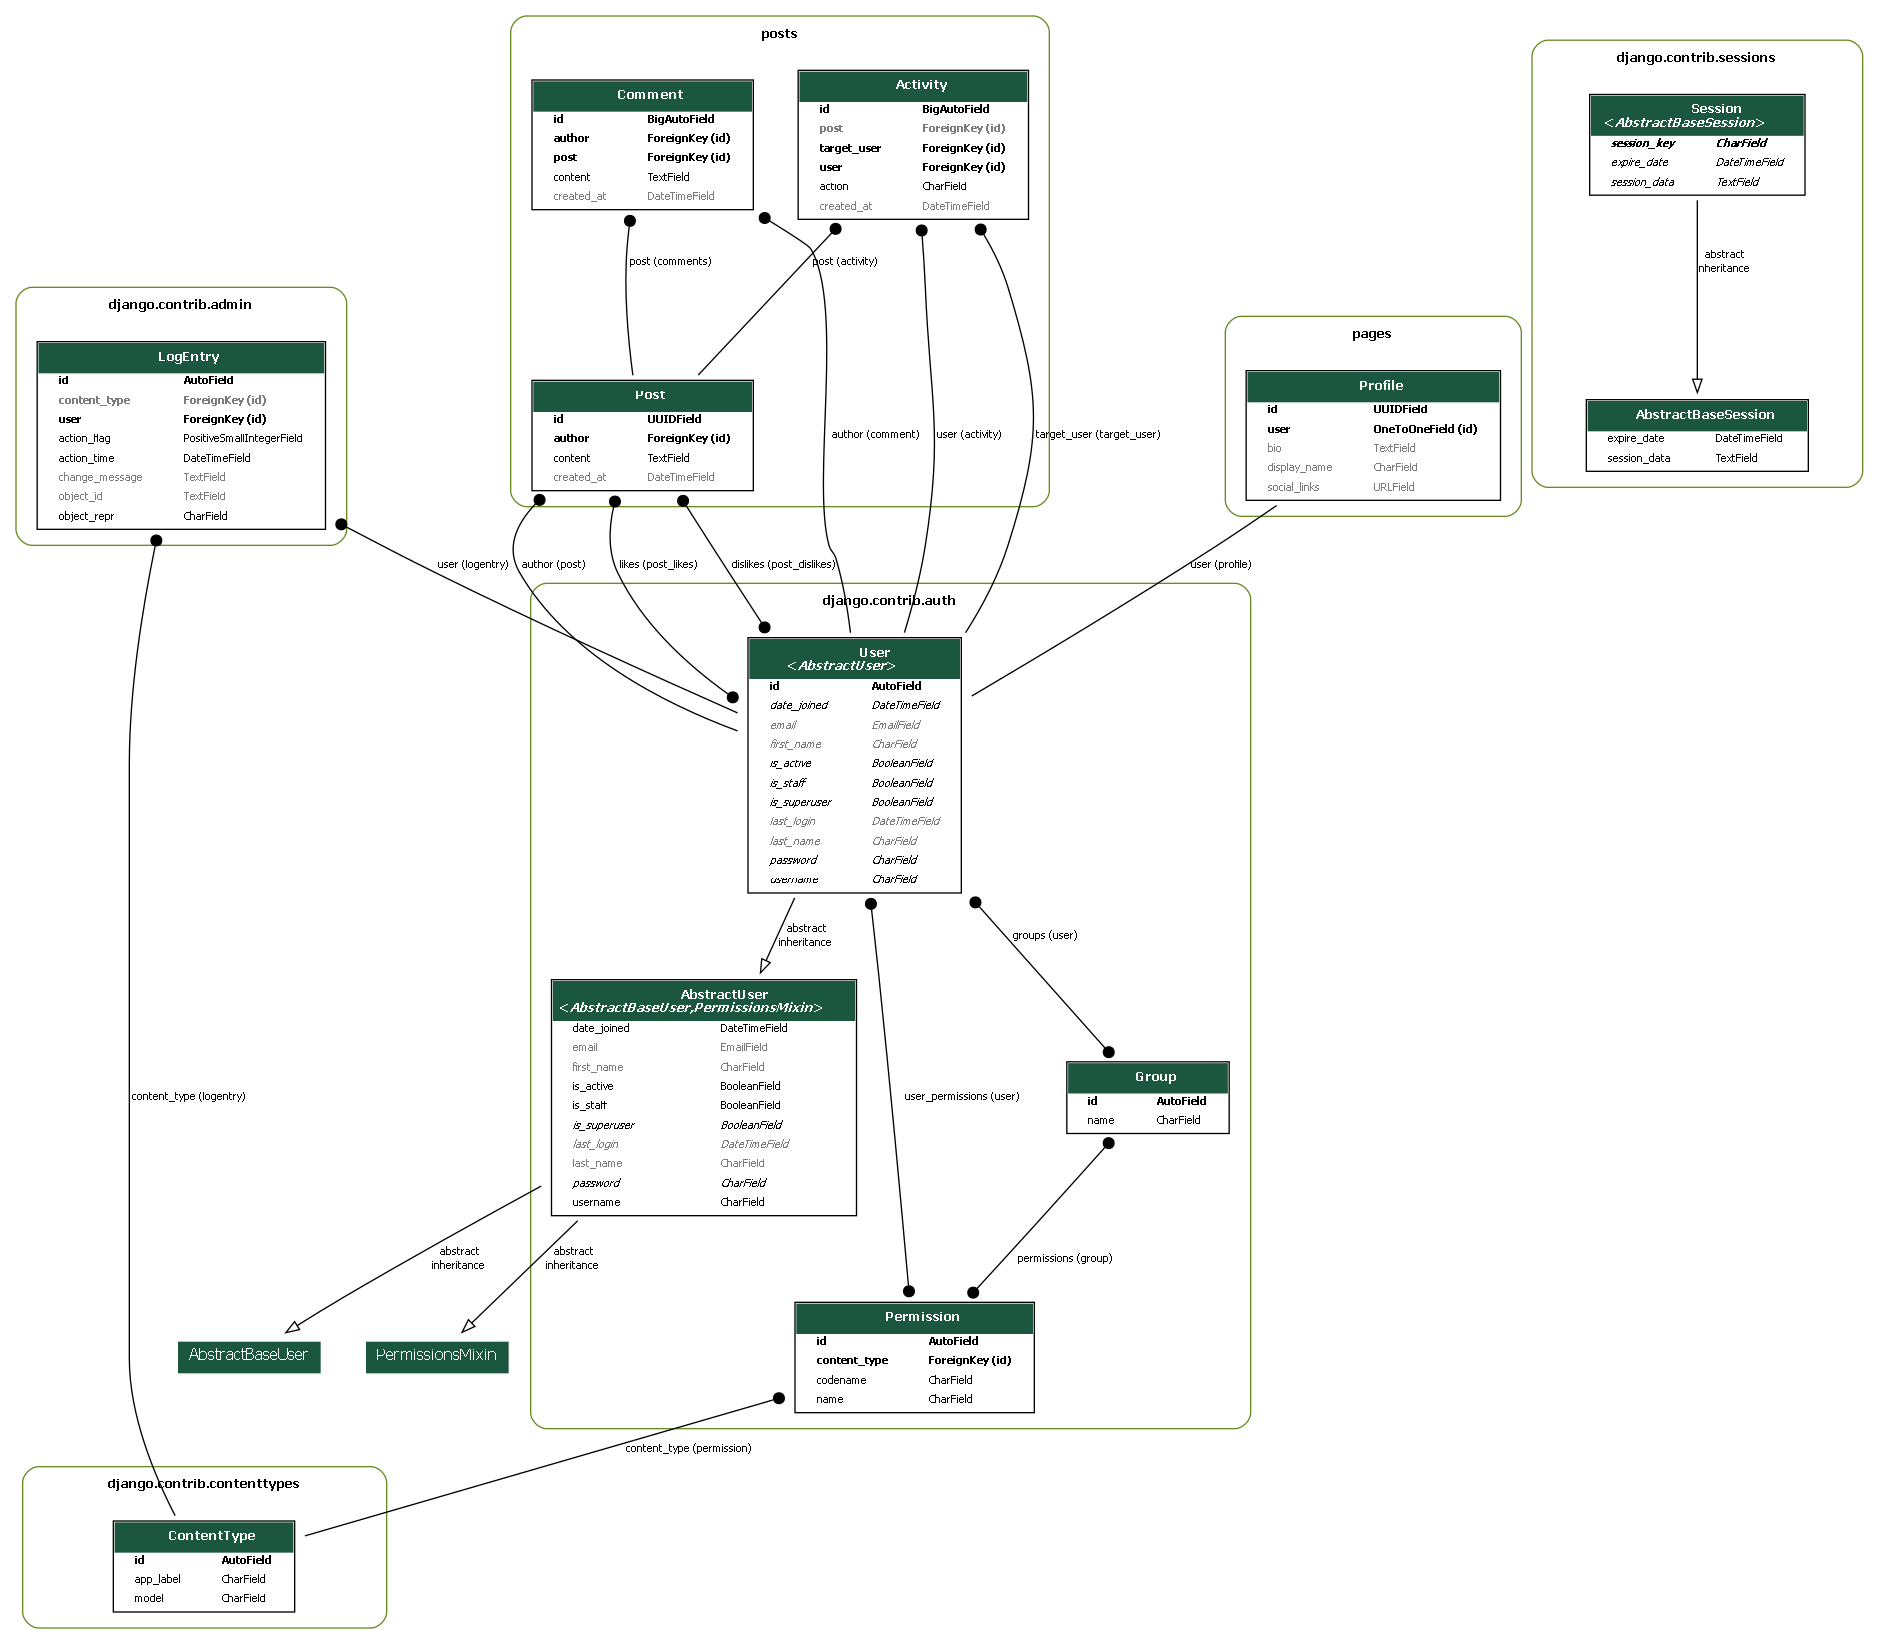 posts
Comment
id BigAutoField
author ForeignKey (id)
post ForeignKey (id)
content TextField
created_at DateTimeField
Activity
id BigAutoField
post ForeignKey (id)
target_user ForeignKey (id)
user ForeignKey (id)
action CharField
created_at DateTimeField
post (comments)
post (activity)
Post
id UUIDField
author ForeignKey (id)
content TextField
created_at DateTimeField
author (comment)
user (activity)
target_user (target_user)
django.contrib.sessions
Session
<AbstractBaseSession>
session_key CharField
expire_date DateTimeField
session_data TextField
abstract
inheritance
AbstractBaseSession
expire_date DateTimeField
session_data TextField
django.contrib.admin
LogEntry
id AutoField
content_type ForeignKey (id)
user ForeignKey (id)
action_flag PositiveSmallIntegerField
action_time DateTimeField
change_message TextField
object_id TextField
object_repr CharField
pages
Profile
id UUIDField
user OneToOneField (id)
bio TextField
display_name CharField
social_links URLField
user (logentry)
author (post)
likes (post_likes)
dislikes (post_dislikes)
user (profile)
django.contrib.auth
User
<AbstractUser>
id AutoField
date_joined DateTimeField
email EmailField
first_name CharField
is_active BooleanField
is_staff BooleanField
is_superuser BooleanField
last_login DateTimeField
last_name CharField
password CharField
username CharField
abstract
inheritance
groups (user)
AbstractUser
<AbstractBaseUser,PermissionsMixin>
date_joined DateTimeField
email EmailField
first_name CharField
is_active BooleanField
is_staff BooleanField
is_superuser BooleanField
last_login DateTimeField
last_name CharField
password CharField
username CharField
user_permissions (user)
Group
id AutoField
name CharField
content_type (logentry)
abstract
inheritance
abstract
inheritance
permissions (group)
AbstractBaseUser
PermissionsMixin
Permission
id AutoField
content_type ForeignKey (id)
codename CharField
name CharField
content_type (permission)
django.contrib.contenttypes
ContentType
id AutoField
app_label CharField
model CharField